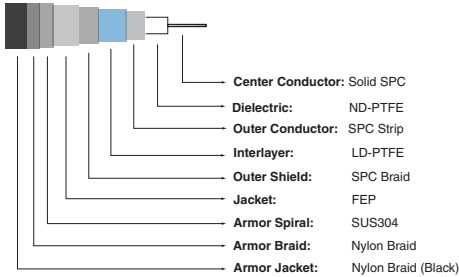 Center Conductor: Solid SPC
Dielectric: ND-PTFE
Outer Conductor: SPC Strip
Interlayer: LD-PTFE
Outer Shield: SPC Braid
Jacket: FEP
Armor Spiral: SUS304
Armor Braid: Nylon Braid
Armor Jacket: Nylon Braid (Black)